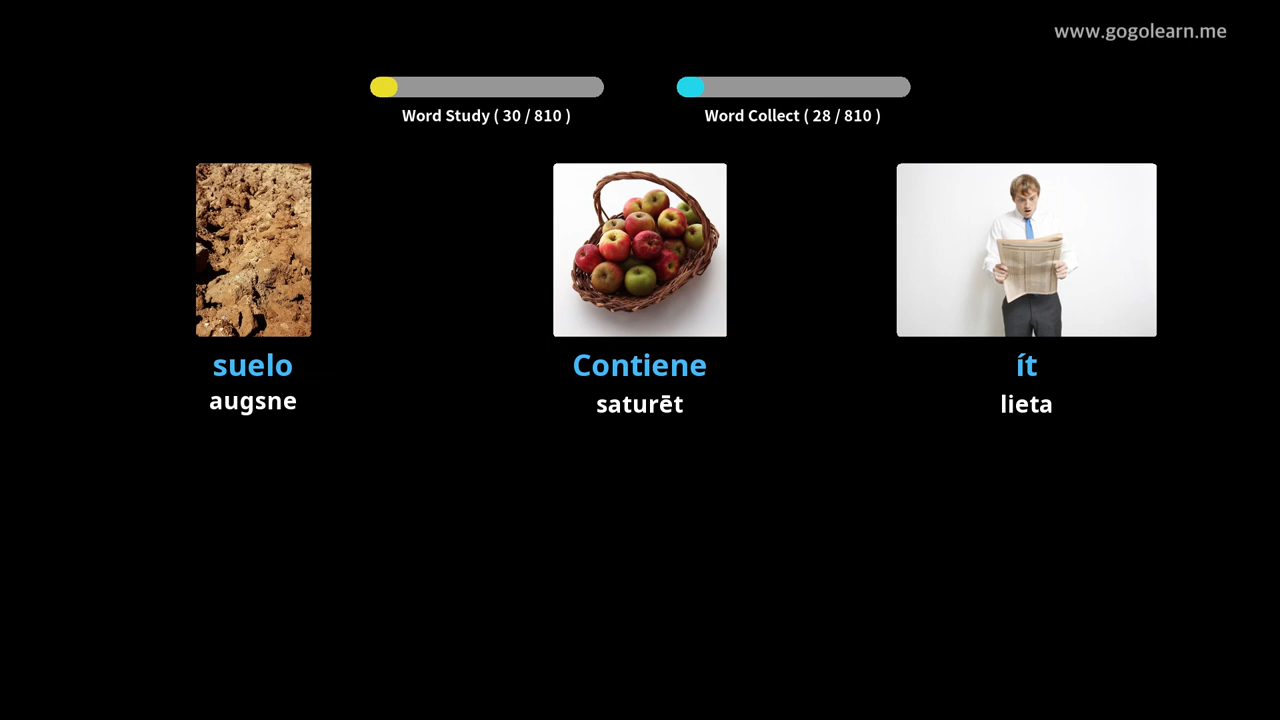 www.gogolearn.me
Word Study ( 30 / 810 )
Word Collect ( 28 / 810 )
suelo
augsne
Contiene
saturēt
ít
lieta